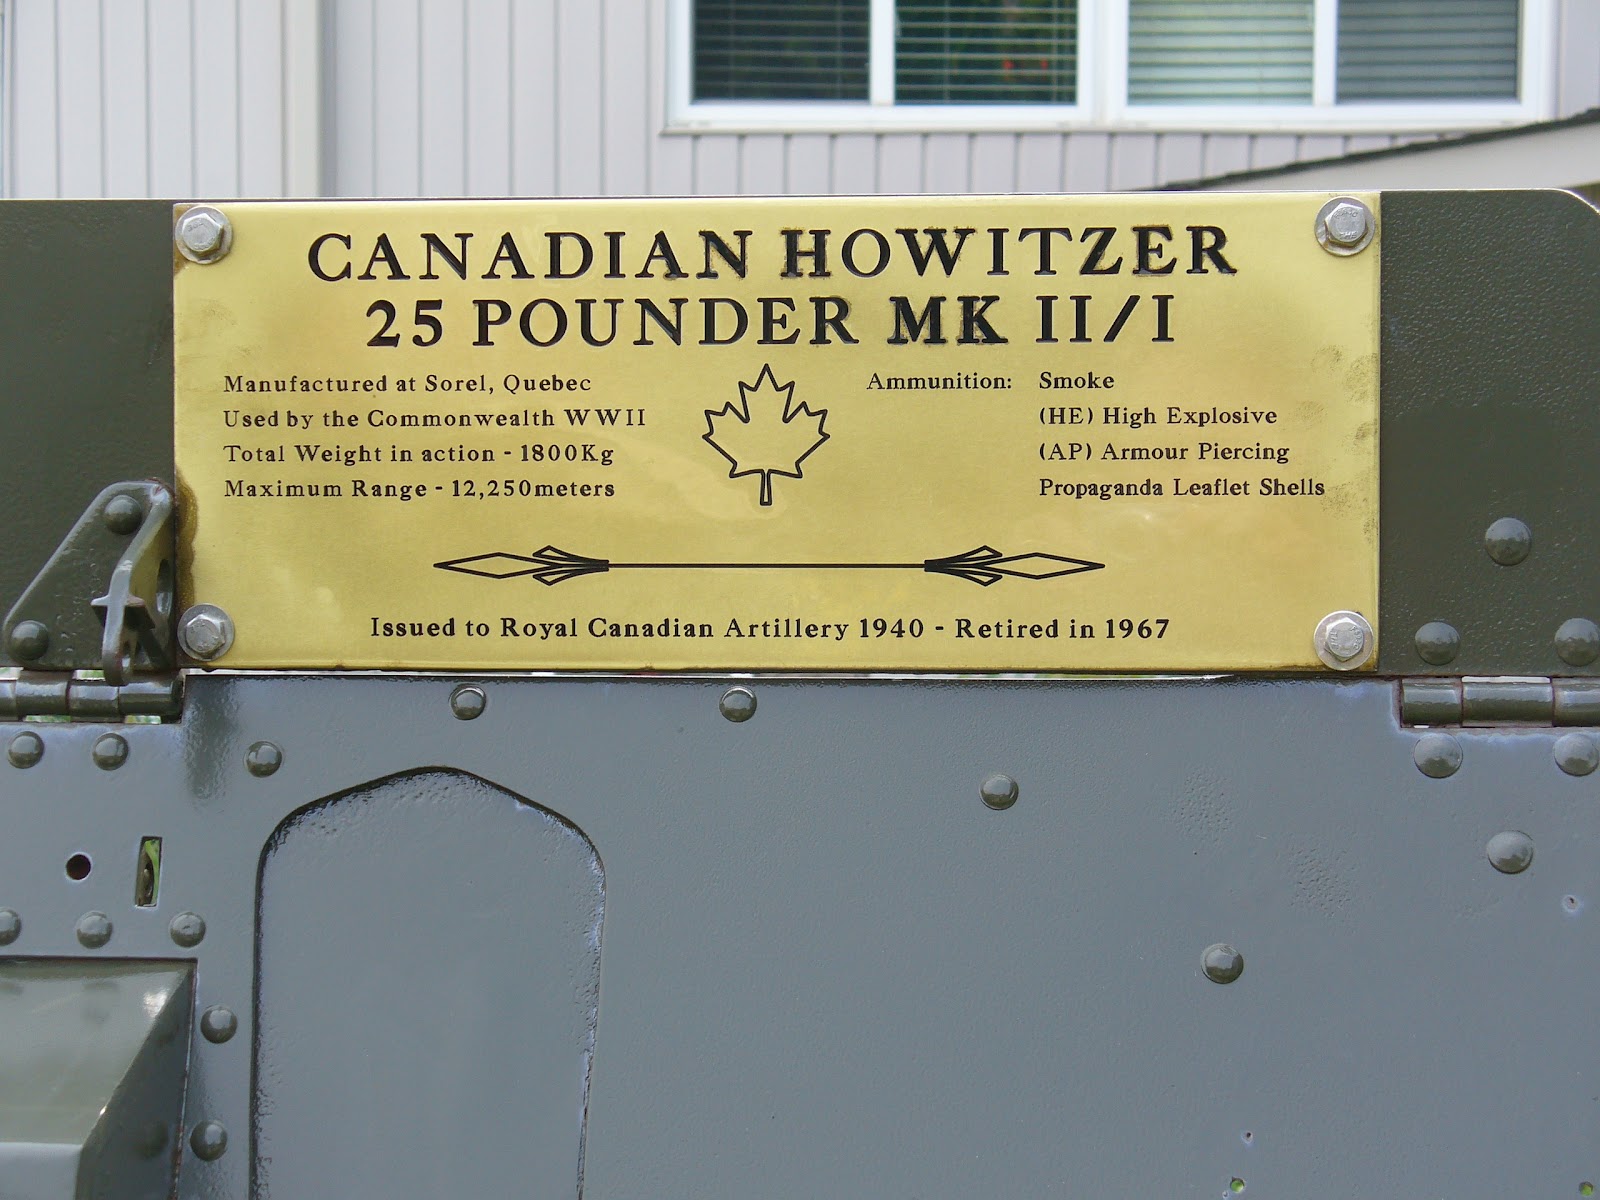 CANADIAN HOWITZER
25 POUNDER MK II/I
Manufactured at Sorel, Quebec
Used by the Commonwealth WWII
Total Weight in action - 1800Kg
Maximum Range - 12,250meters
Ammunition: Smoke
(HE) High Explosive
(AP) Armour Piercing
Propaganda Leaflet Shells
Issued to Royal Canadian Artillery 1940 - Retired in 1967